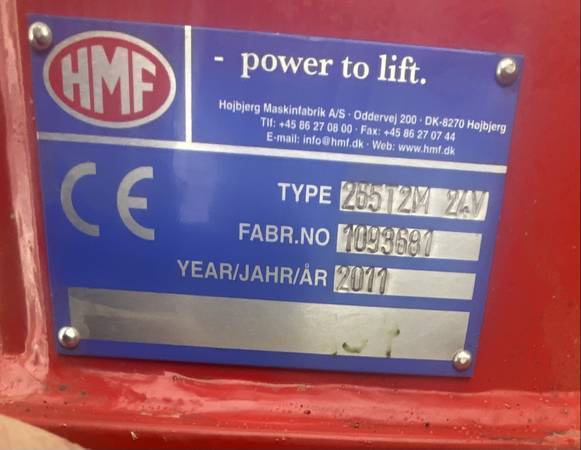 HMF
- power to lift.
Højbjerg Maskinfabrik A/S · Oddervej 200 · DK-8270 Højbjerg
Tlf: +45 86 27 08 00 · Fax: +45 86 27 07 44
E-mail: info@hmf.dk · Web: www.hmf.dk
CE
TYPE 265T2M 2AV
FABR.NO 1093681
YEAR/JAHR/ÅR 2011